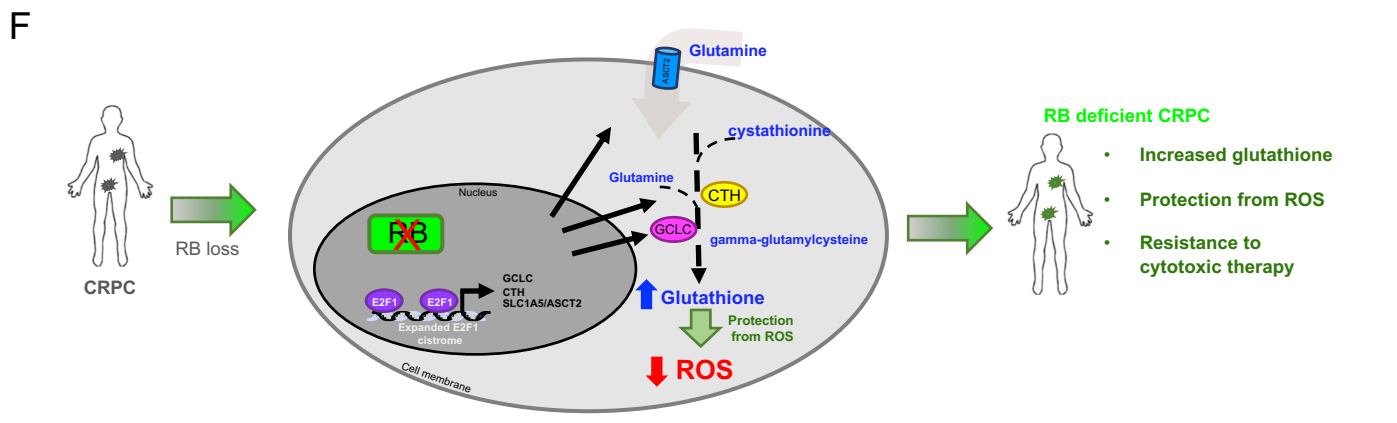 F
ASCT2
Glutamine
cystathionine
RB deficient CRPC
• Increased glutathione
• Protection from ROS
• Resistance to
cytotoxic therapy
Glutamine
CTH
Nucleus
GCLC
gamma-glutamylcysteine
RB
RB loss
CRPC
GCLC
CTH
SLC1A5/ASCT2
E2F1
E2F1
Expanded E2F1
cistrome
Glutathione
Protection
from ROS
ROS
Cell membrane